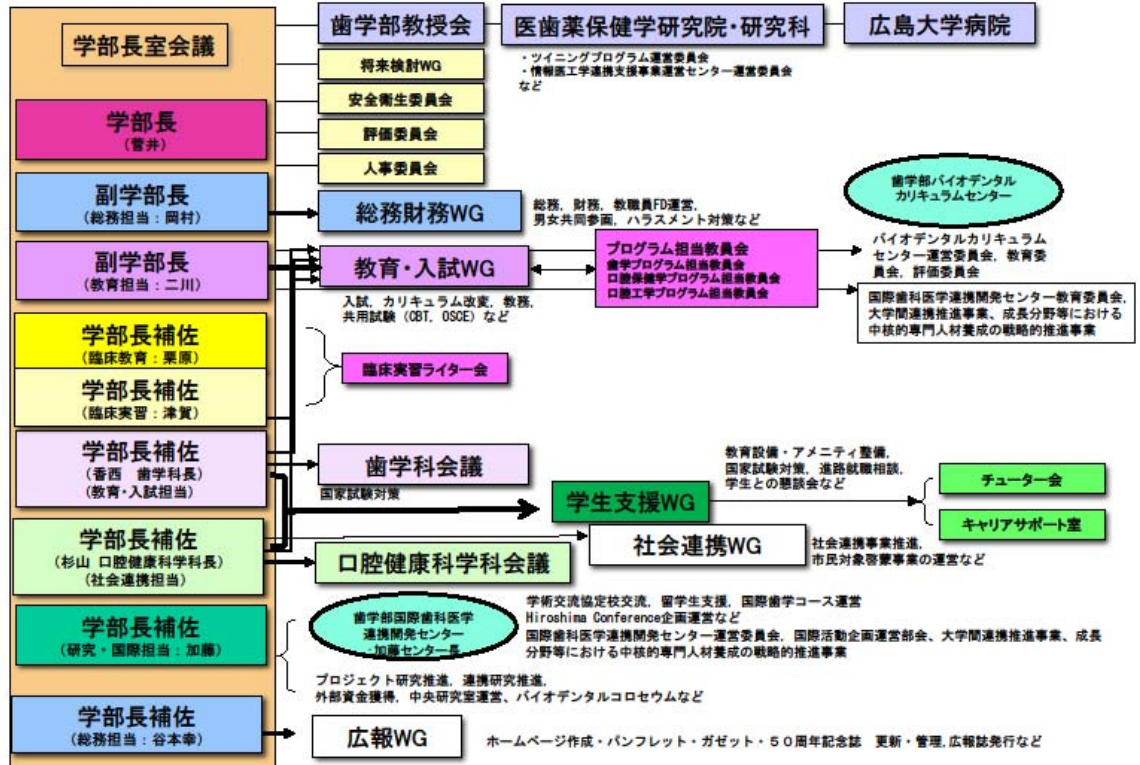 学部長室会議
歯学部教授会
医歯薬保健学研究院・研究科
広島大学病院
・ツイニングプログラム運営委員会
・情報医工学連携支援事業運営センター運営委員会
など
将来検討WG
安全衛生委員会
評価委員会
人事委員会
学部長
(菅井)
副学部長
(総務担当：岡村)
総務財務WG
総務, 財務, 教職員FD運営,
男女共同参画, ハラスメント対策など
歯学部バイオデンタル
カリキュラムセンター
副学部長
(教育担当：二川)
教育・入試WG
入試, カリキュラム改変, 教務,
共用試験 (CBT, OSCE) など
プログラム担当教員会
歯学プログラム担当教員会
口腔保健学プログラム担当教員会
口腔工学プログラム担当教員会
バイオデンタルカリキュラム
センター運営委員会, 教育委
員会, 評価委員会
国際歯科医学連携開発センター教育委員会,
大学間連携推進事業、成長分野等における
中核的専門人材養成の戦略的推進事業
学部長補佐
(臨床教育：栗原)
学部長補佐
(臨床実習：津賀)
臨床実習ライター会
学部長補佐
(香西 歯学科長)
(教育・入試担当)
歯学科会議
国家試験対策
学生支援WG
教育設備・アメニティ整備,
国家試験対策, 進路就職相談,
学生との懇談会など
チューター会
キャリアサポート室
学部長補佐
(杉山 口腔健康科学科長)
(社会連携担当)
口腔健康科学科会議
社会連携WG
社会連携事業推進,
市民対象啓蒙事業の運営など
学部長補佐
(研究・国際担当：加藤)
歯学部国際歯科医学
連携開発センター
・加藤センター長
学術交流協定校交流, 留学生支援, 国際歯学コース運営
Hiroshima Conference企画運営など
国際歯科医学連携開発センター運営委員会, 国際活動企画運営部会、大学間連携推進事業、成長
分野等における中核的専門人材養成の戦略的推進事業
プロジェクト研究推進, 連携研究推進,
外部資金獲得, 中央研究室運営、バイオデンタルコロセウムなど
学部長補佐
(総務担当：谷本幸)
広報WG
ホームページ作成・パンフレット・ガゼット・５０周年記念誌 更新・管理, 広報誌発行など